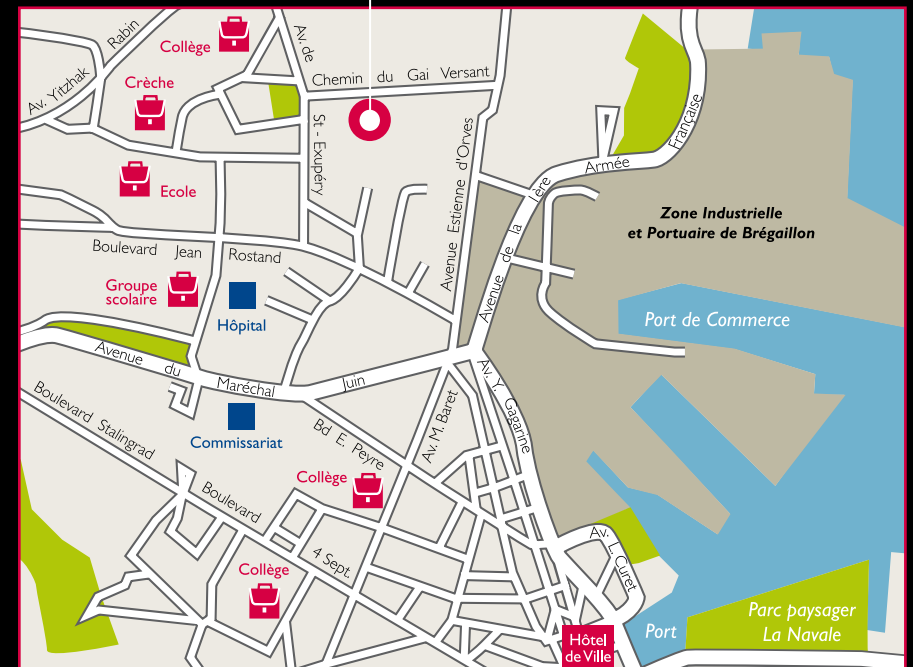 Av. Yitzhak Rabin
Collège
Av. de
St - Exupéry
Crèche
Chemin du Gai Versant
Avenue Estienne d'Orves
Avenue de la 1ère Armée Française
Ecole
Zone Industrielle
et Portuaire de Brégaillon
Boulevard Jean Rostand
Groupe
scolaire
Hôpital
Port de Commerce
Avenue du Maréchal Juin
Boulevard Stalingrad
Commissariat
Bd E. Peyre
Av. M. Baret
Av. Y. Gagarine
Collège
Boulevard 4 Sept.
Av. L Curet
Collège
Hôtel
de Ville
Port
Parc paysager
La Navale